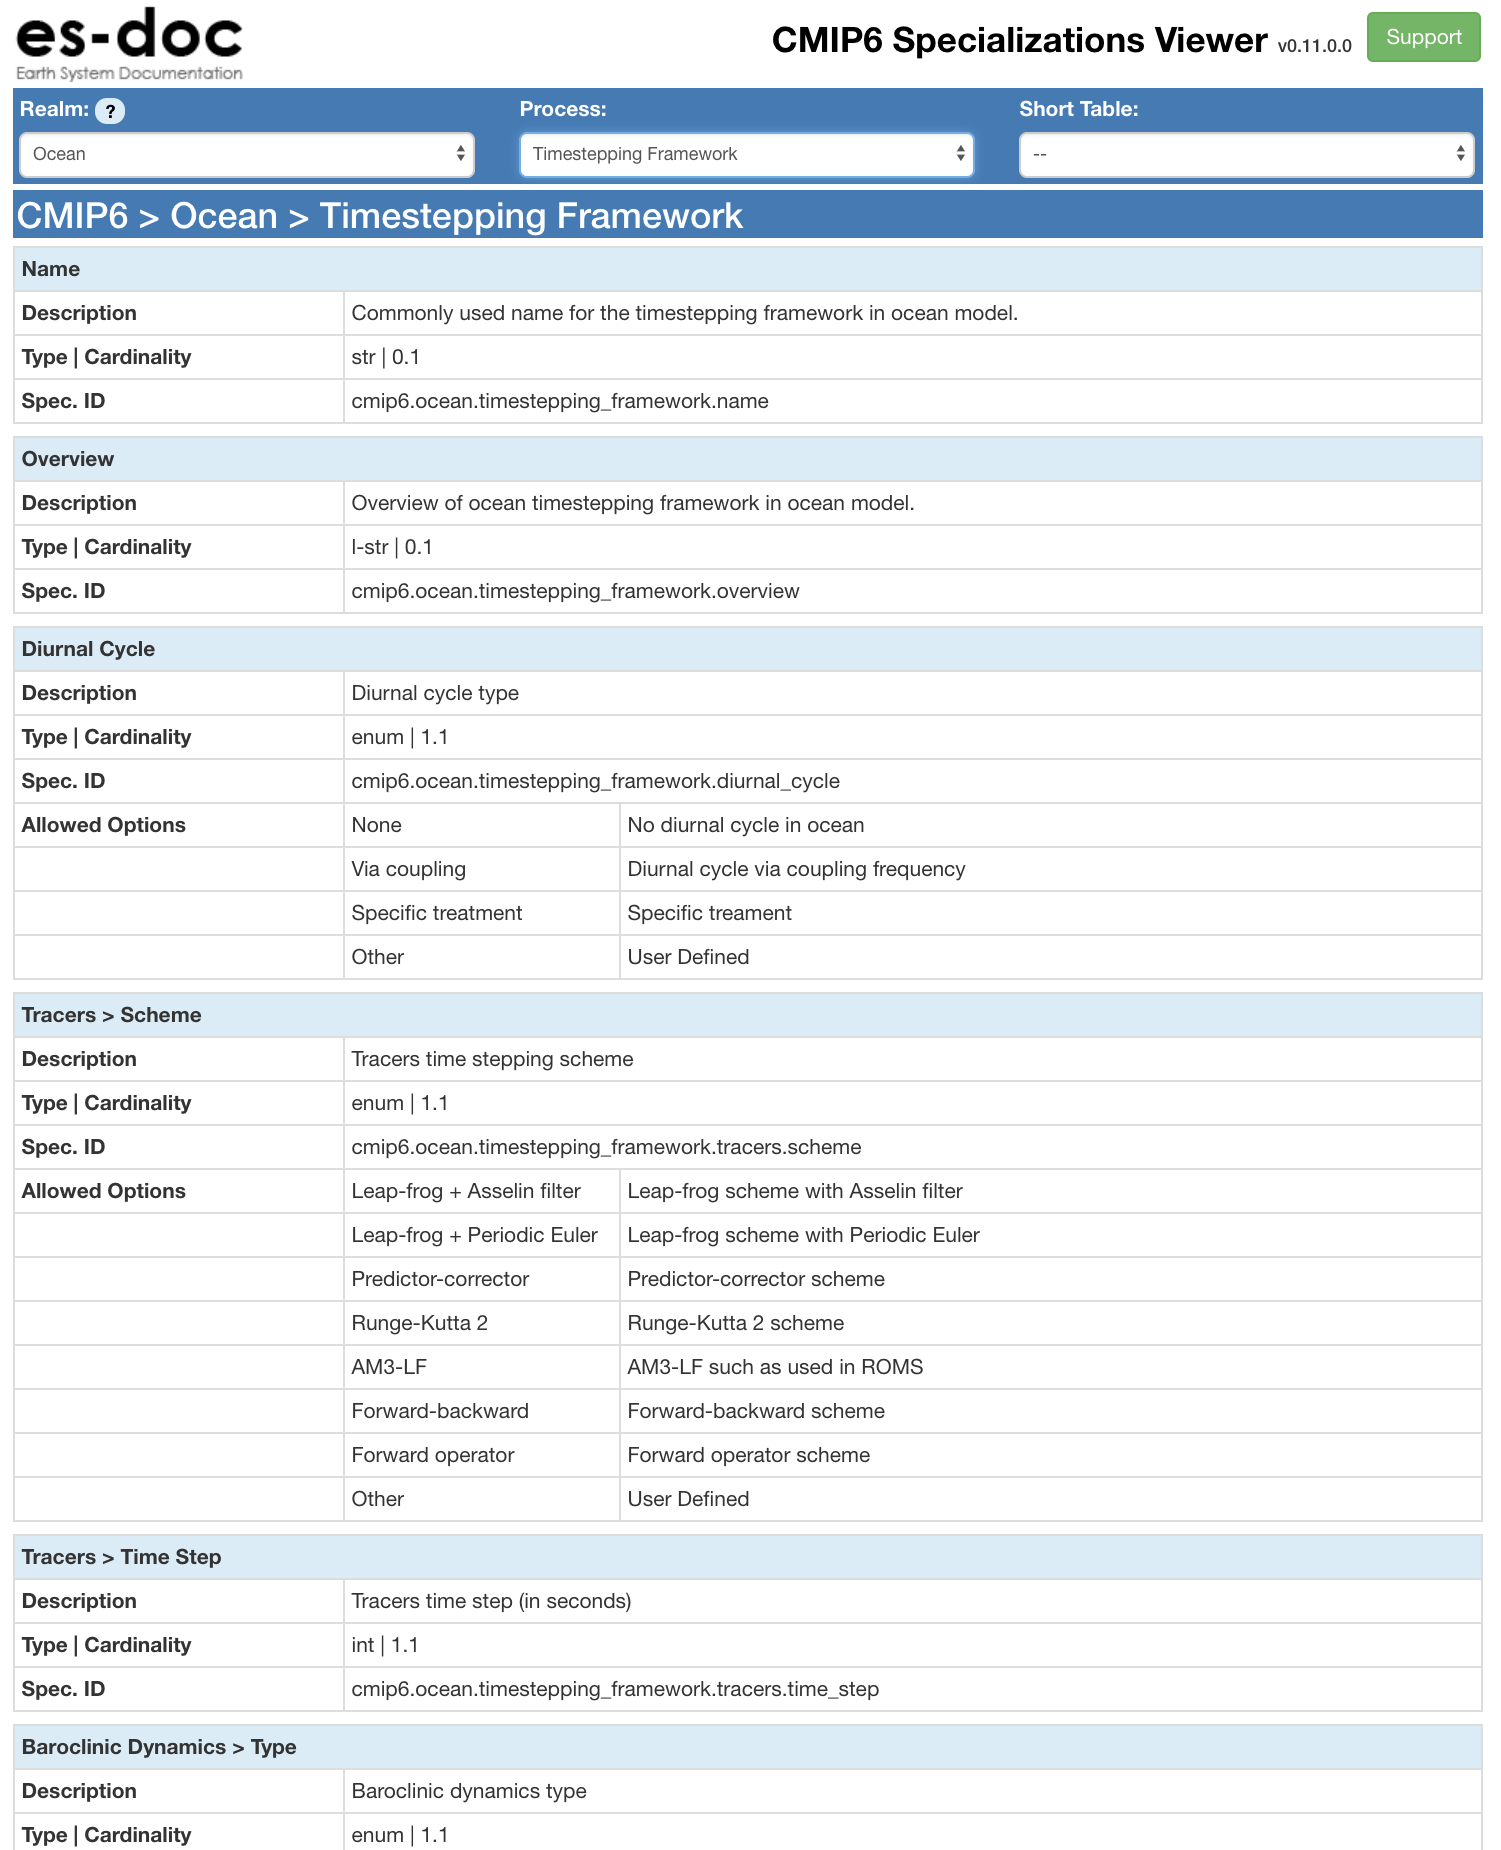 es-doc
Earth System Documentation
CMIP6 Specializations Viewer v0.11.0.0
Support
Realm: ?
Process:
Short Table:
Ocean
Timestepping Framework
--
CMIP6 > Ocean > Timestepping Framework
Name
Description Commonly used name for the timestepping framework in ocean model.
Type | Cardinality str | 0.1
Spec. ID cmip6.ocean.timestepping_framework.name
Overview
Description Overview of ocean timestepping framework in ocean model.
Type | Cardinality l-str | 0.1
Spec. ID cmip6.ocean.timestepping_framework.overview
Diurnal Cycle
Description Diurnal cycle type
Type | Cardinality enum | 1.1
Spec. ID cmip6.ocean.timestepping_framework.diurnal_cycle
Allowed Options None No diurnal cycle in ocean
Via coupling Diurnal cycle via coupling frequency
Specific treatment Specific treament
Other User Defined
Tracers > Scheme
Description Tracers time stepping scheme
Type | Cardinality enum | 1.1
Spec. ID cmip6.ocean.timestepping_framework.tracers.scheme
Allowed Options Leap-frog + Asselin filter Leap-frog scheme with Asselin filter
Leap-frog + Periodic Euler Leap-frog scheme with Periodic Euler
Predictor-corrector Predictor-corrector scheme
Runge-Kutta 2 Runge-Kutta 2 scheme
AM3-LF AM3-LF such as used in ROMS
Forward-backward Forward-backward scheme
Forward operator Forward operator scheme
Other User Defined
Tracers > Time Step
Description Tracers time step (in seconds)
Type | Cardinality int | 1.1
Spec. ID cmip6.ocean.timestepping_framework.tracers.time_step
Baroclinic Dynamics > Type
Description Baroclinic dynamics type
Type | Cardinality enum | 1.1